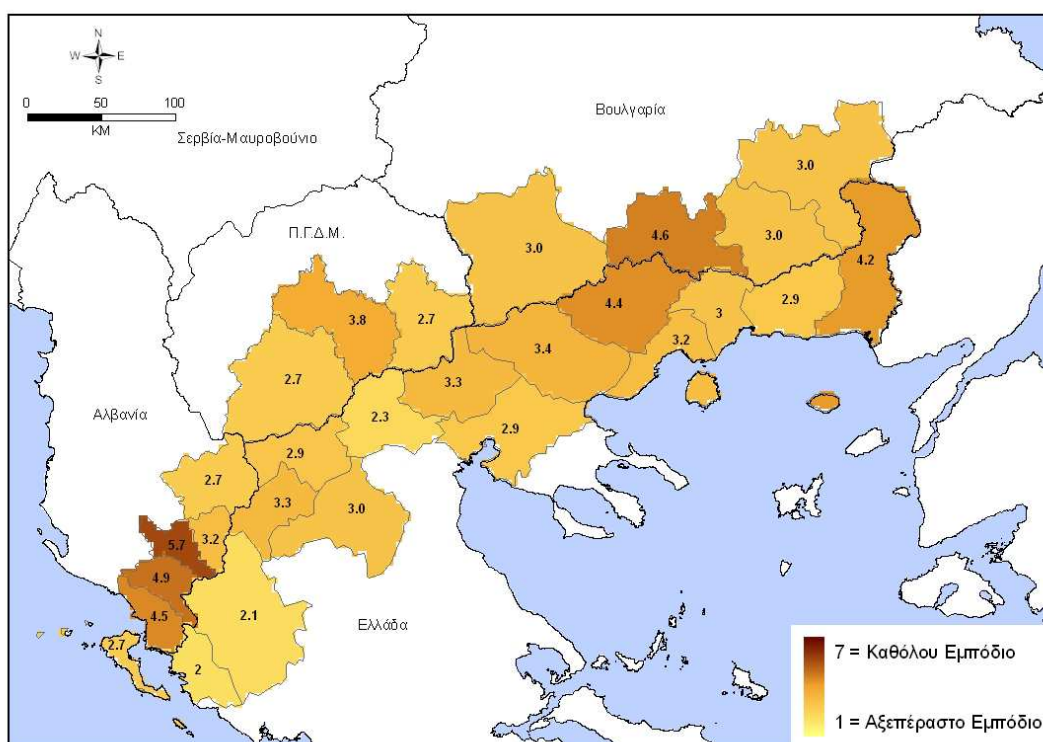 N
W E
S
0 50 100
KM
Σερβία-Μαυροβούνιο
Βουλγαρία
Π.Γ.Δ.Μ.
Αλβανία
Ελλάδα
3.0
3.0
4.6
3.0
4.2
4.4
3
2.9
3.8
2.7
3.4
3.2
3.3
2.7
2.3
2.9
2.9
2.7
3.3
3.0
3.2
5.7
4.9
4.5
2.1
2.7
2
7 = Καθόλου Εμπόδιο
1 = Αξεπέραστο Εμπόδιο